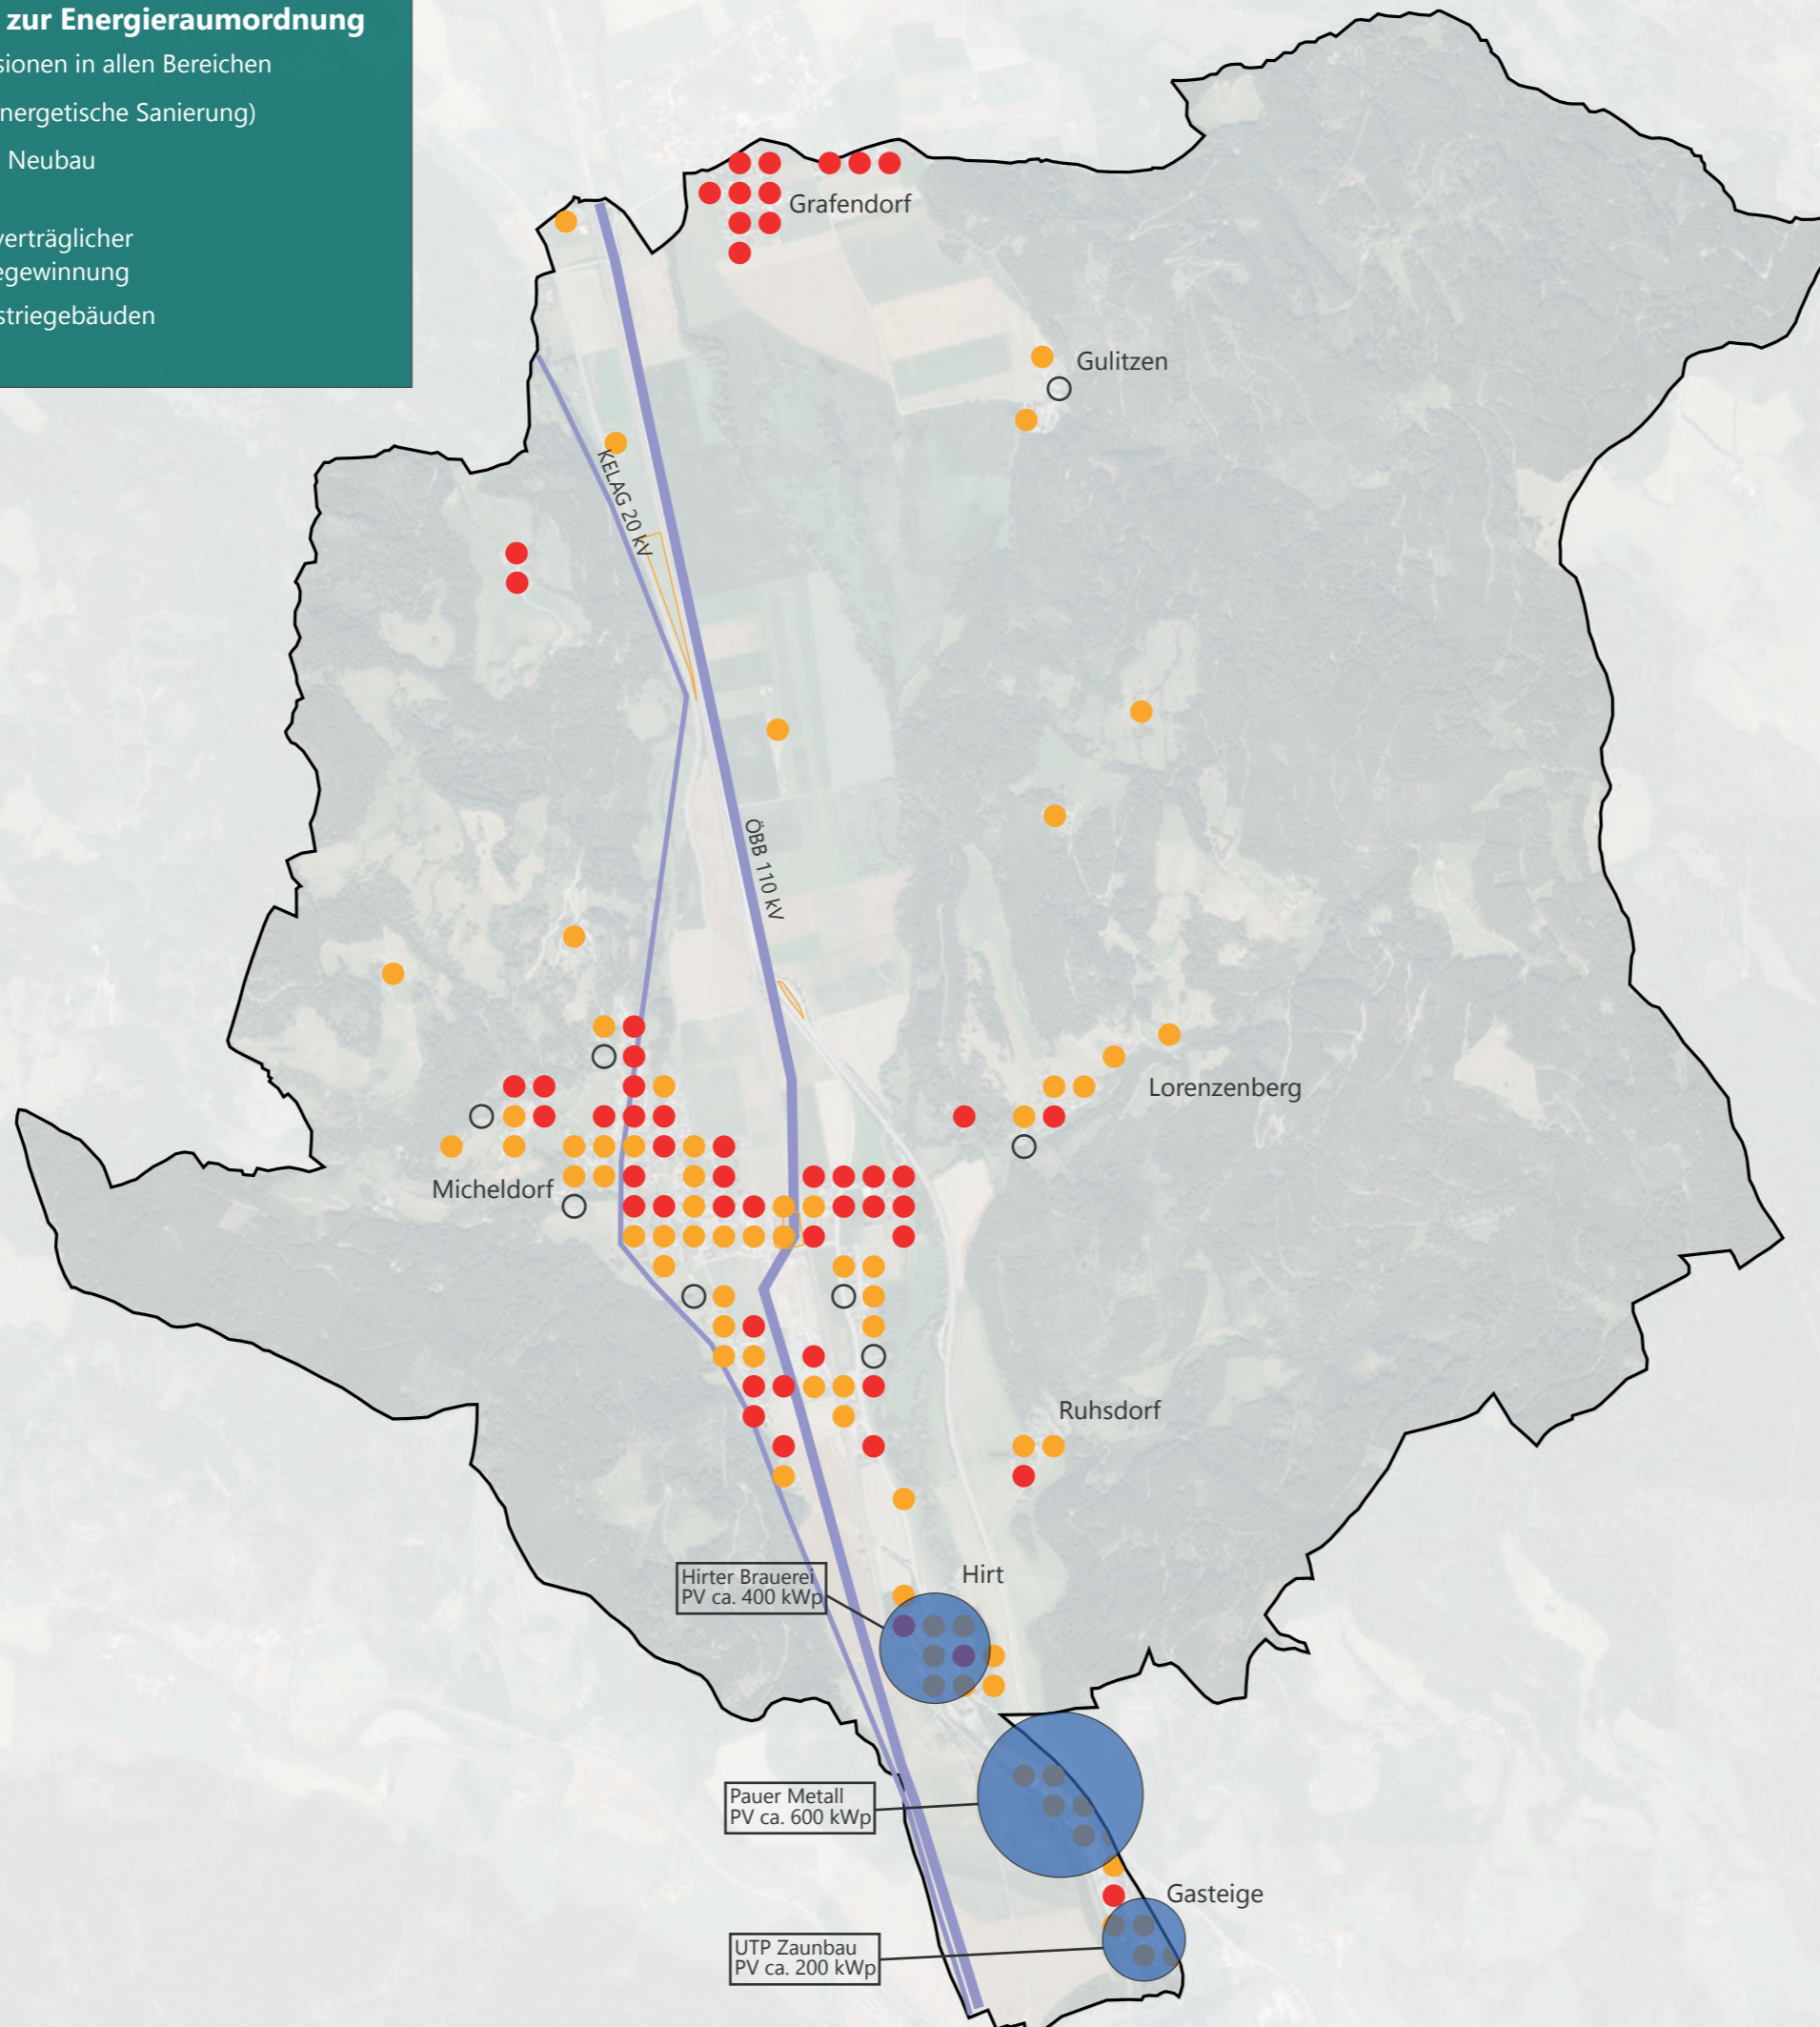 zur Energieraumordnung
sionen in allen Bereichen
nergetische Sanierung)
Neubau
verträglicher
egewinnung
striegebäuden
Grafendorf
Gulitzen
KELAG 20 kV
ÖBB 110 kV
Lorenzenberg
Micheldorf
Ruhsdorf
Hirt
Hirter Brauerei
PV ca. 400 kWp
Pauer Metall
PV ca. 600 kWp
Gasteige
UTP Zaunbau
PV ca. 200 kWp